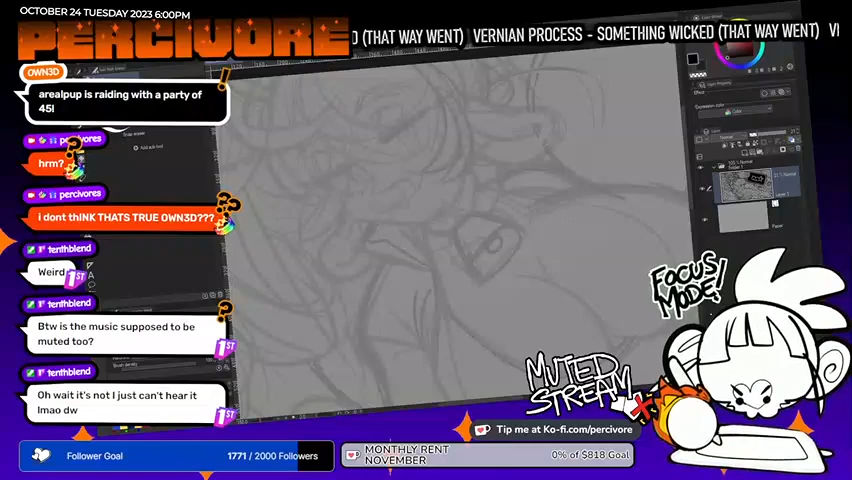 OCTOBER 24 TUESDAY 2023 6:00PM
PERCIVORE
D (THAT WAY WENT) VERNIAN PROCESS - SOMETHING WICKED (THAT WAY WENT) VI
OWN3D
arealpup is raiding with a party of
45!
percivores
hrm?
percivores
i dont thINK THATS TRUE OWN3D???
tenthblend
Weird
1ST
tenthblend
Btw is the music supposed to be
muted too?
1ST
tenthblend
Oh wait it's not I just can't hear it
lmao dw
1ST
FOCUS
MODE!
MUTED
STREAM
Tip me at Ko-fi.com/percivore
Follower Goal
1771 / 2000 Followers
MONTHLY RENT
NOVEMBER
0% of $818 Goal